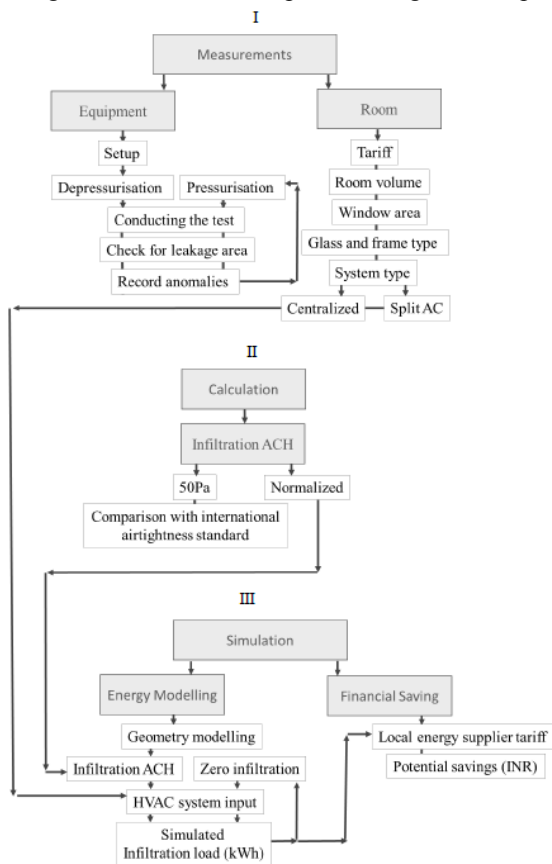 I
Measurements
Equipment
Room
Setup
Tariff
Depressurisation
Pressurisation
Room volume
Conducting the test
Window area
Check for leakage area
Glass and frame type
Record anomalies
System type
Centralized
Split AC
II
Calculation
Infiltration ACH
50Pa
Normalized
Comparison with international
airtightness standard
III
Simulation
Energy Modelling
Financial Saving
Geometry modelling
Local energy supplier tariff
Infiltration ACH
Zero infiltration
Potential savings (INR)
HVAC system input
Simulated
Infiltration load (kWh)